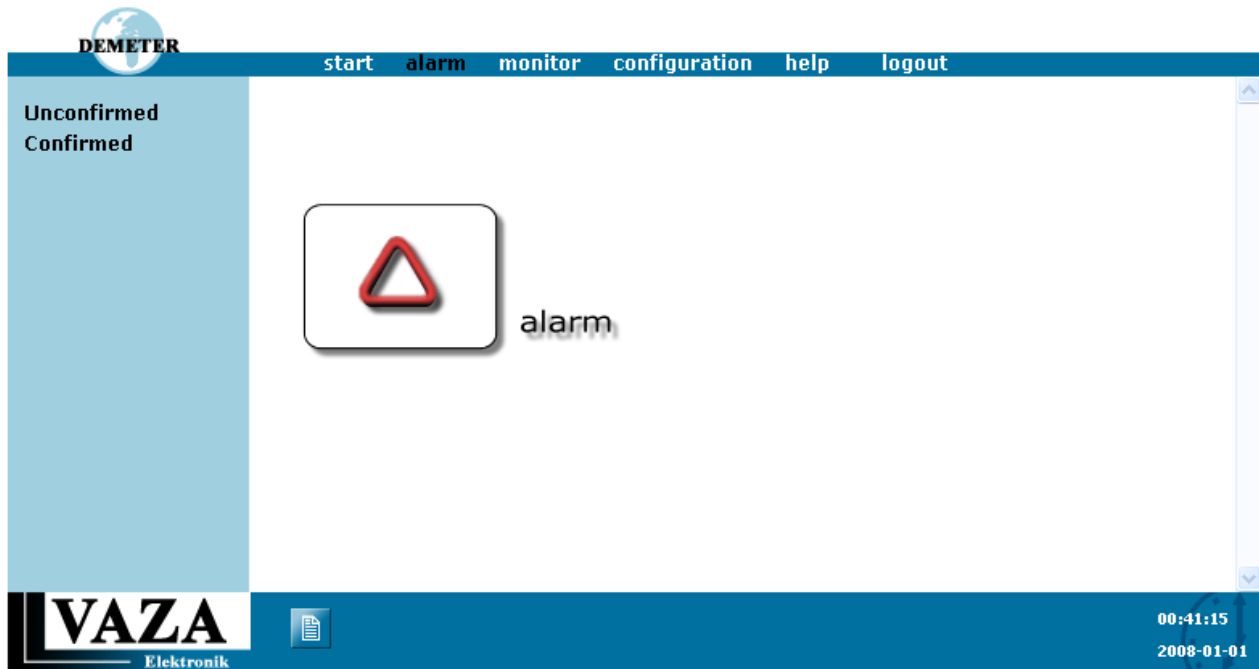 DEMETER
start alarm monitor configuration help logout
Unconfirmed
Confirmed
alarm
VAZA
Elektronik
00:41:15
2008-01-01